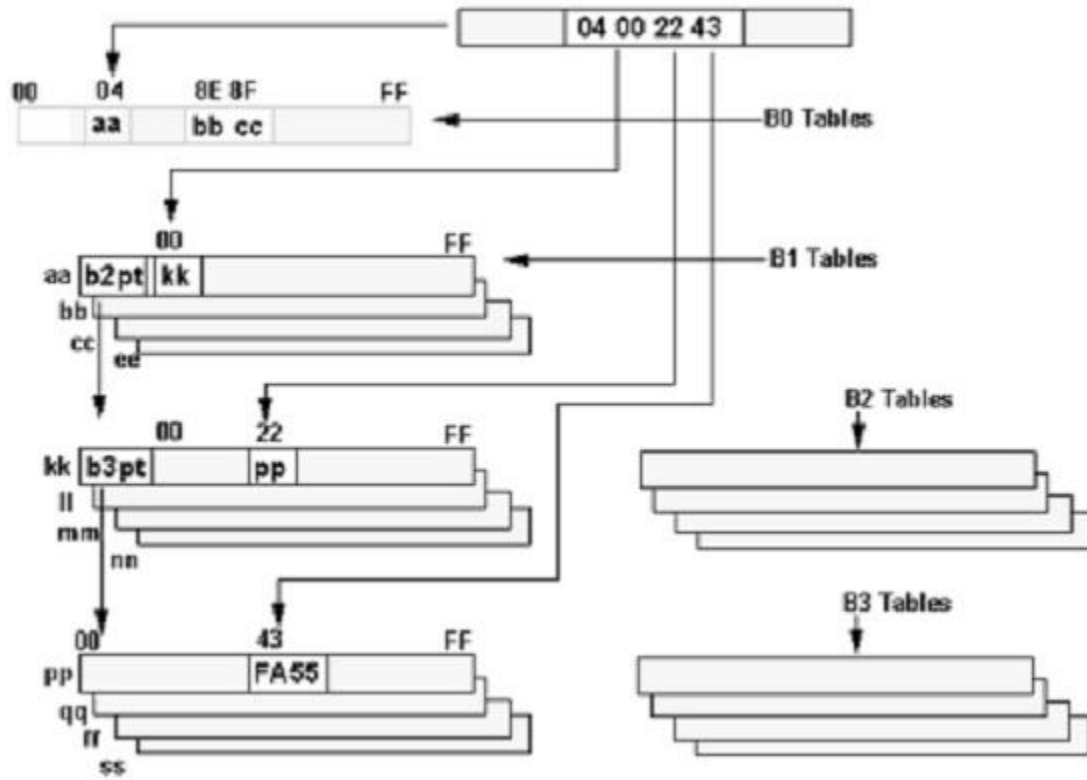 04 00 22 43
00 04 8E 8F FF
aa bb cc
B0 Tables
00 FF
aa b2pt kk
B1 Tables
bb
cc
ee
B2 Tables
00 22 FF
kk b3pt pp
ll
mm
nn
B3 Tables
00 43 FF
pp FA55
qq
rr
ss